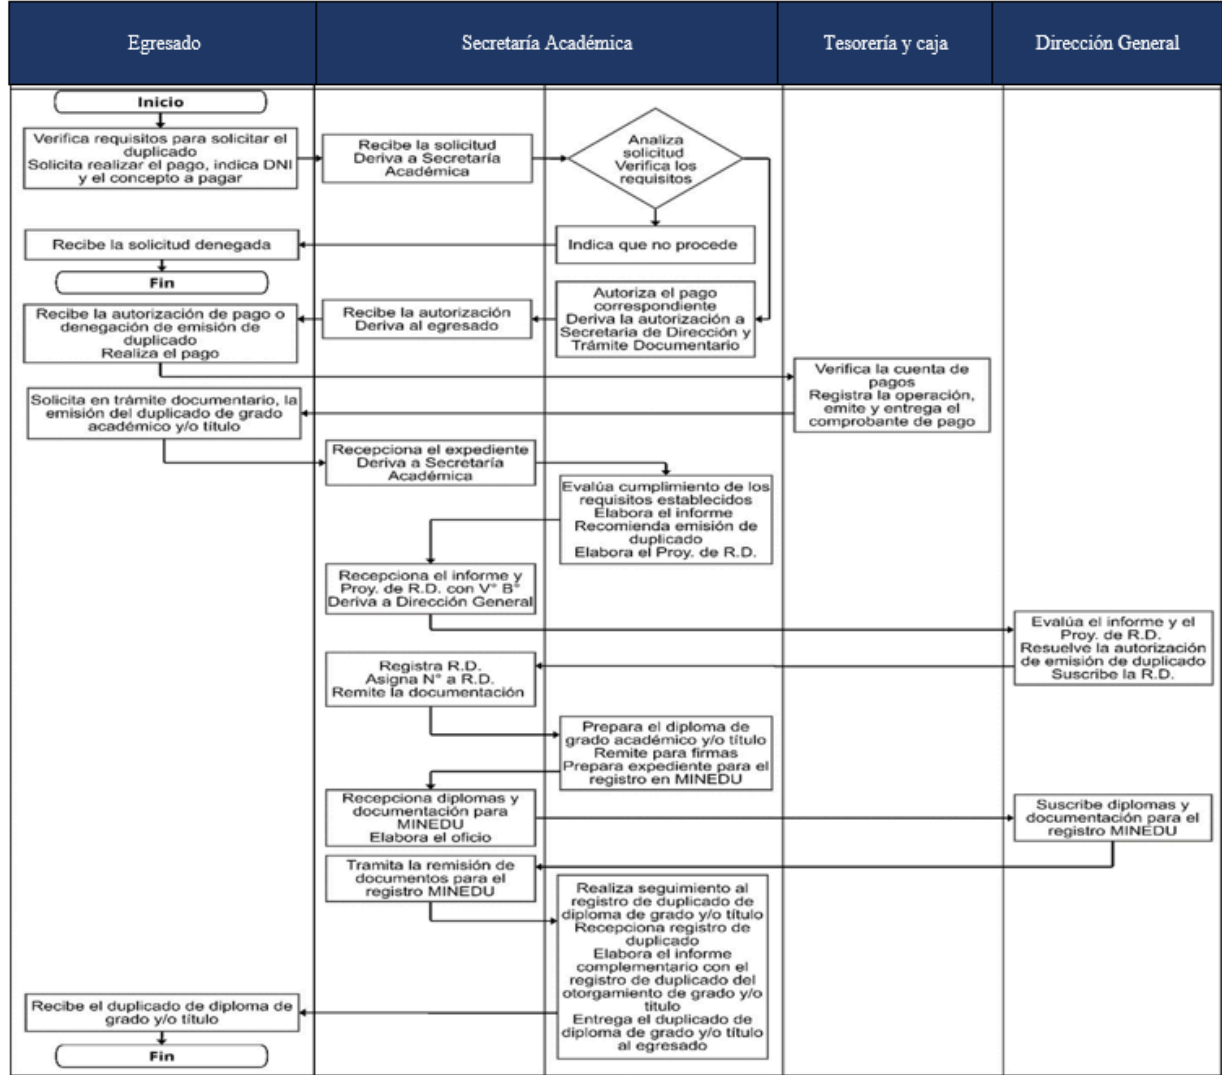 Egresado
Secretaría Académica
Tesorería y caja
Dirección General
Inicio
Verifica requisitos para solicitar el
duplicado
Solicita realizar el pago, indica DNI
y el concepto a pagar
Recibe la solicitud
Deriva a Secretaría
Académica
Analiza
solicitud
Verifica los
requisitos
Recibe la solicitud denegada
Indica que no procede
Fin
Recibe la autorización de pago o
denegación de emisión de
duplicado
Realiza el pago
Recibe la autorización
Deriva al egresado
Autoriza el pago
correspondiente
Deriva la autorización a
Secretaria de Dirección y
Trámite Documentario
Verifica la cuenta de
pagos
Registra la operación,
emite y entrega el
comprobante de pago
Solicita en trámite documentario, la
emisión del duplicado de grado
académico y/o título
Recepciona el expediente
Deriva a Secretaría
Académica
Evalúa cumplimiento de los
requisitos establecidos
Elabora el informe
Recomienda emisión de
duplicado
Elabora el Proy. de R.D.
Recepciona el informe y
Proy. de R.D. con V° B°
Deriva a Dirección General
Evalúa el informe y el
Proy. de R.D.
Resuelve la autorización
de emisión de duplicado
Suscribe la R.D.
Registra R.D.
Asigna N° a R.D.
Remite la documentación
Prepara el diploma de
grado académico y/o título
Remite para firmas
Prepara expediente para el
registro en MINEDU
Recepciona diplomas y
documentación para
MINEDU
Elabora el oficio
Suscribe diplomas y
documentación para el
registro MINEDU
Tramita la remisión de
documentos para el
registro MINEDU
Realiza seguimiento al
registro de duplicado de
diploma de grado y/o título
Recepciona registro de
duplicado
Elabora el informe
complementario con el
registro de duplicado del
otorgamiento de grado y/o
título
Entrega el duplicado de
diploma de grado y/o título
al egresado
Recibe el duplicado de diploma de
grado y/o título
Fin